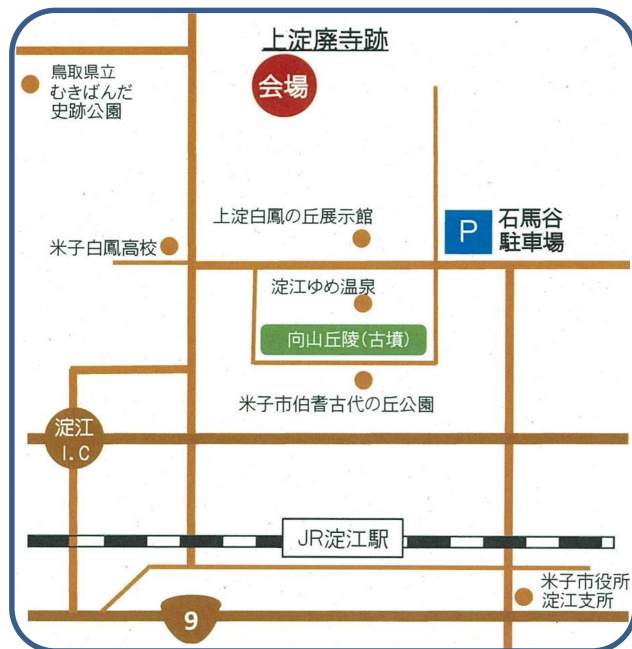 上淀廃寺跡
会場
鳥取県立
むきばんだ
史跡公園
上淀白鳳の丘展示館
P
石馬谷
駐車場
米子白鳳高校
淀江ゆめ温泉
向山丘陵(古墳)
米子市伯耆古代の丘公園
淀江
I.C
JR淀江駅
米子市役所
淀江支所
9